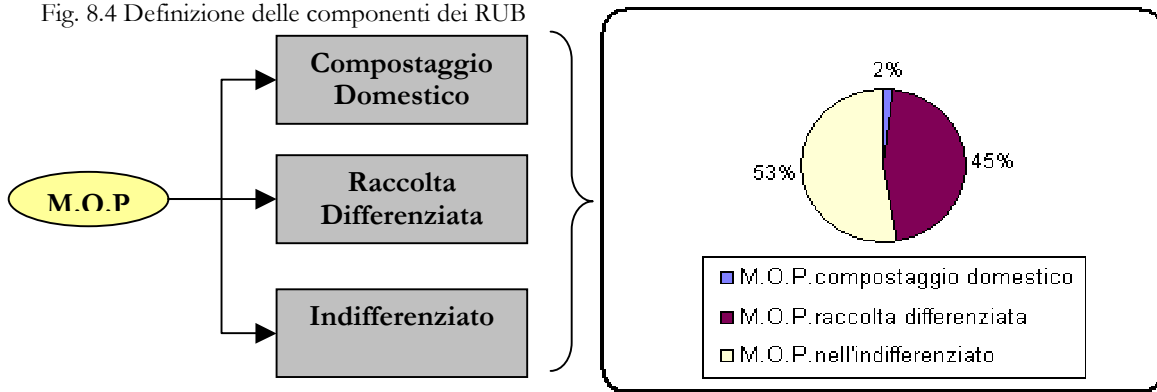 Fig. 8.4 Definizione delle componenti dei RUB
M.O.P
Compostaggio
Domestico
Raccolta
Differenziata
Indifferenziato
2%
45%
53%
M.O.P.compostaggio domestico
M.O.P.raccolta differenziata
M.O.P.nell'indifferenziato